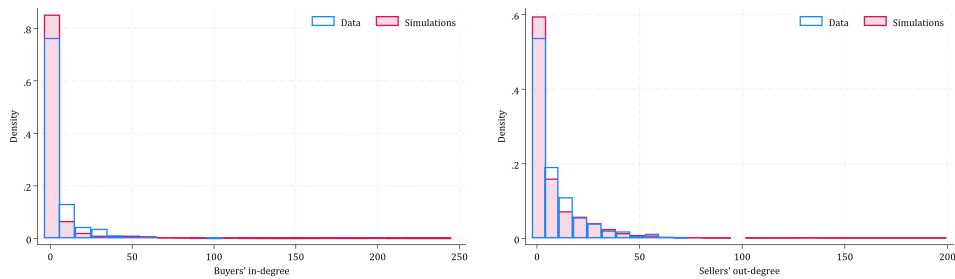 Data Simulations
Density
.8
.6
.4
.2
0
0 50 100 150 200 250
Buyers' in-degree
Data Simulations
Density
.6
.4
.2
0
0 50 100 150 200
Sellers' out-degree